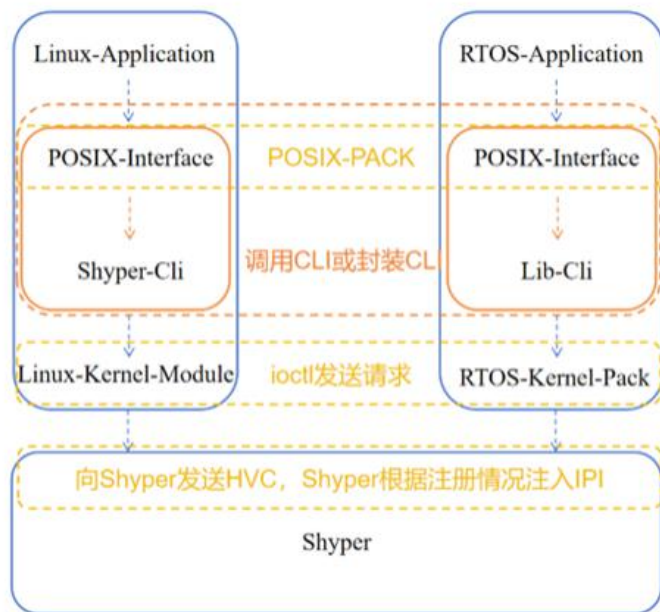 Linux-Application
RTOS-Application
POSIX-Interface
POSIX-PACK
POSIX-Interface
调用CLI或封装CLI
Shyper-Cli
Lib-Cli
Linux-Kernel-Module
ioctl发送请求
RTOS-Kernel-Pack
向Shyper发送HVC，Shyper根据注册情况注入IPI
Shyper